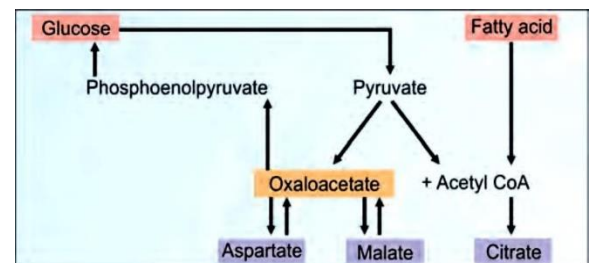 Glucose Fatty acid
Phosphoenolpyruvate Pyruvate
Oxaloacetate + Acetyl CoA
Aspartate Malate Citrate